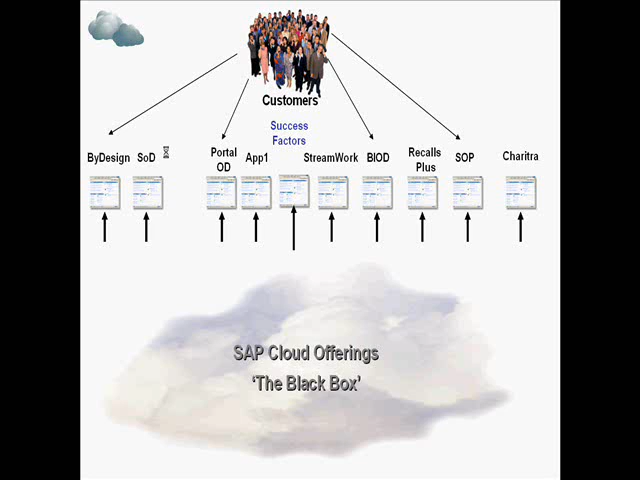 Customers
Success
Factors
ByDesign
SoD
Portal
OD
App1
StreamWork
BIOD
Recalls
Plus
SOP
Charitra
SAP Cloud Offerings
‘The Black Box’